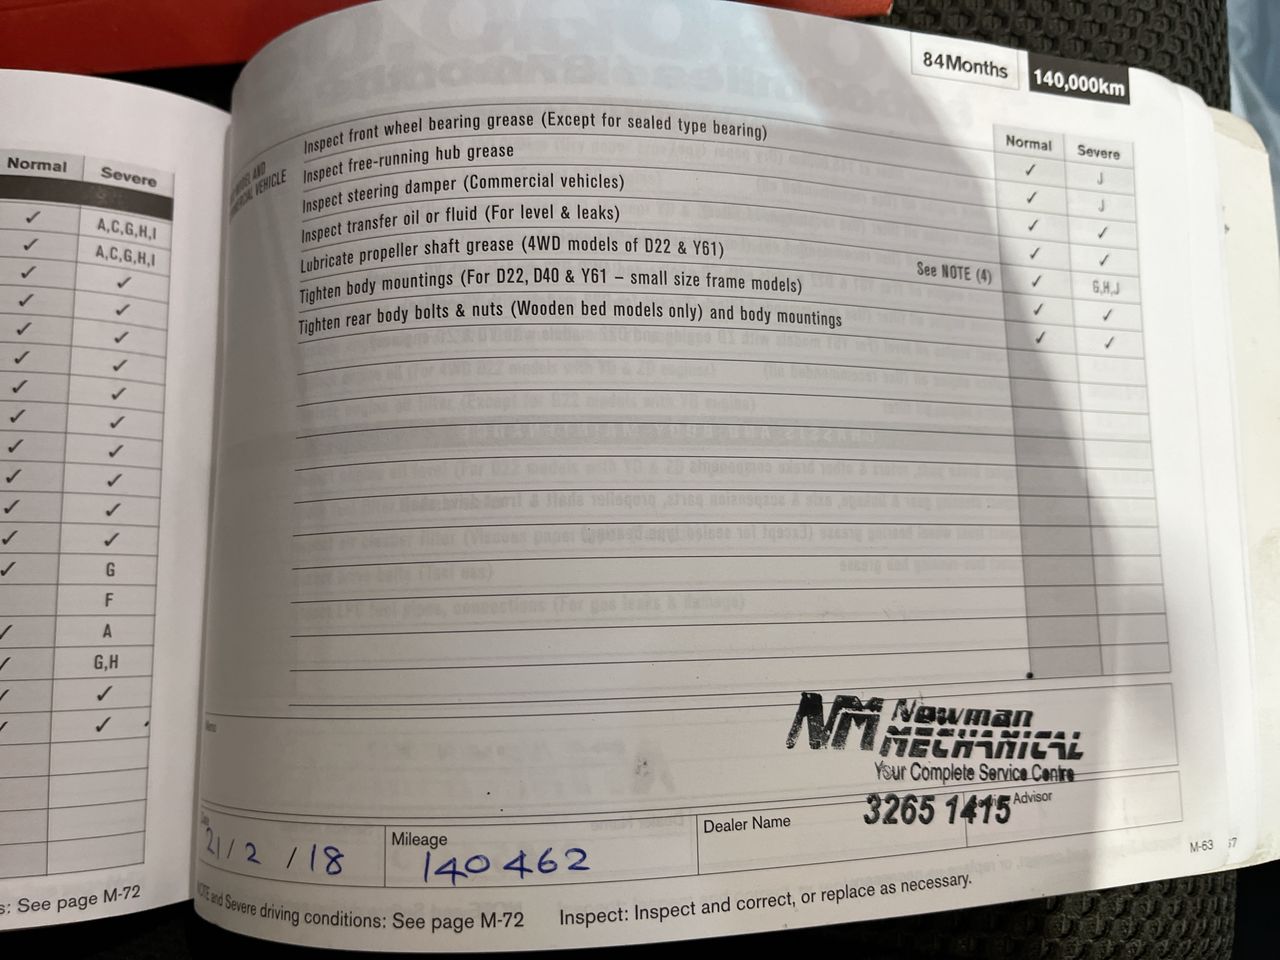 Normal Severe
✓ A,C,G,H,I
✓ A,C,G,H,I
✓ ✓
✓ ✓
✓ ✓
✓ ✓
✓ ✓
✓ ✓
✓ ✓
✓ ✓
✓ ✓
✓ ✓
✓ G
F
✓ A
✓ G,H
✓ ✓
✓ ✓
s: See page M-72
84Months 140,000km
Normal Severe
Inspect front wheel bearing grease (Except for sealed type bearing) ✓ J
Inspect free-running hub grease ✓ J
Inspect steering damper (Commercial vehicles) ✓ ✓
Inspect transfer oil or fluid (For level & leaks) ✓ ✓
Lubricate propeller shaft grease (4WD models of D22 & Y61) See NOTE (4) ✓ G,H,J
Tighten body mountings (For D22, D40 & Y61 – small size frame models) ✓ ✓
Tighten rear body bolts & nuts (Wooden bed models only) and body mountings ✓ ✓
NM Newman
MECHANICAL
Your Complete Service Centre
3265 1415
Advisor
21/2/18
Mileage
140 462
Dealer Name
M-63
NOTE and Severe driving conditions: See page M-72 Inspect: Inspect and correct, or replace as necessary.